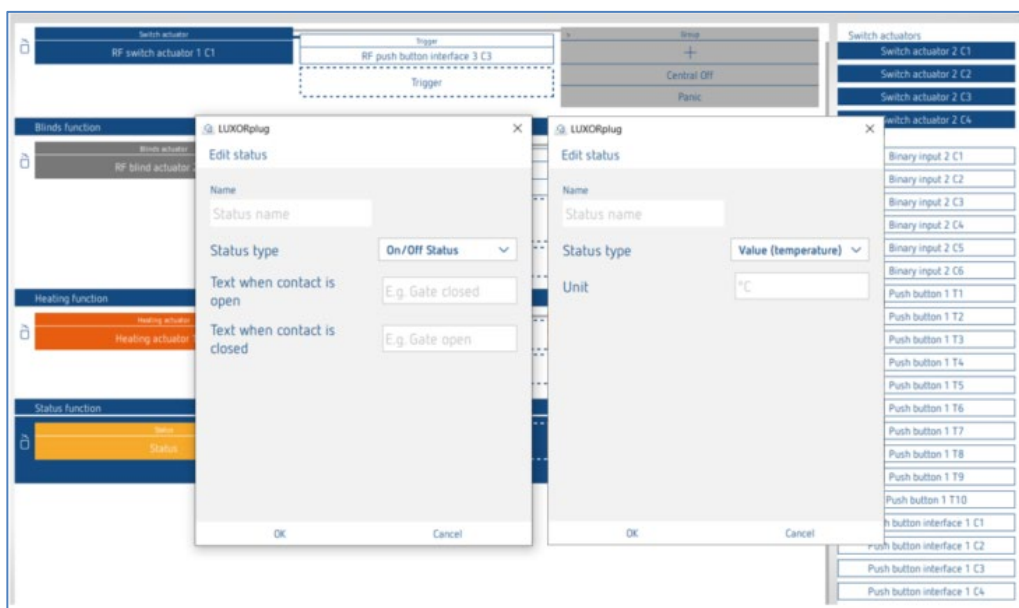 Switch actuator
RF switch actuator 1 C1
Trigger
RF push button interface 3 C3
Trigger
Group
+
Central Off
Panic
Blinds function
Blinds actuator
RF blind actuator
Heating function
Heating actuator
Heating actuator 1
Status function
Status
Status
LUXORplug
Edit status
Name
Status name
Status type
On/Off Status
Text when contact is
open
E.g. Gate closed
Text when contact is
closed
E.g. Gate open
OK
Cancel
LUXORplug
Edit status
Name
Status name
Status type
Value (temperature)
Unit
°C
OK
Cancel
Switch actuators
Switch actuator 2 C1
Switch actuator 2 C2
Switch actuator 2 C3
witch actuator 2 C4
Binary input 2 C1
Binary input 2 C2
Binary input 2 C3
Binary input 2 C4
Binary input 2 C5
Binary input 2 C6
Push button 1 T1
Push button 1 T2
Push button 1 T3
Push button 1 T4
Push button 1 T5
Push button 1 T6
Push button 1 T7
Push button 1 T8
Push button 1 T9
Push button 1 T10
h button interface 1 C1
Push button interface 1 C2
Push button interface 1 C3
Push button interface 1 C4